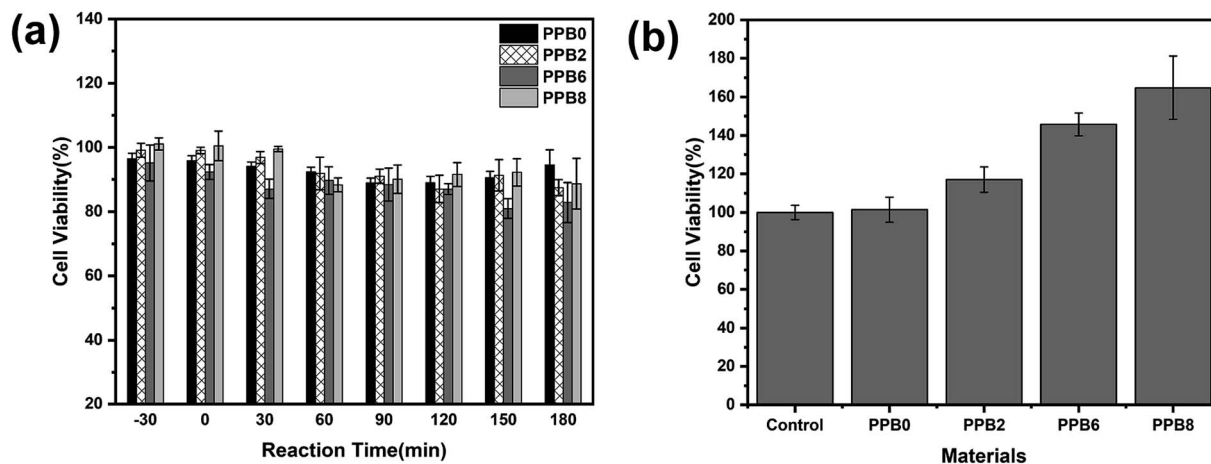 (a)
140
120
100
80
60
40
20
Cell Viability(%)
PPB0
PPB2
PPB6
PPB8
-30 0 30 60 90 120 150 180
Reaction Time(min)
(b)
200
180
160
140
120
100
80
60
40
20
0
Cell Viability(%)
Control PPB0 PPB2 PPB6 PPB8
Materials